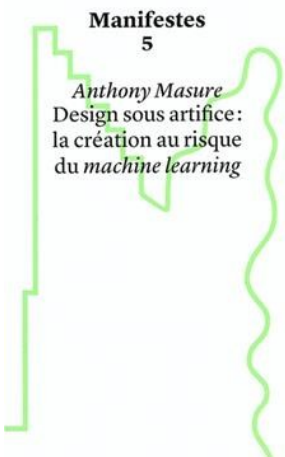 Manifestes
5
Anthony Masure
Design sous artifice :
la création au risque
du machine learning